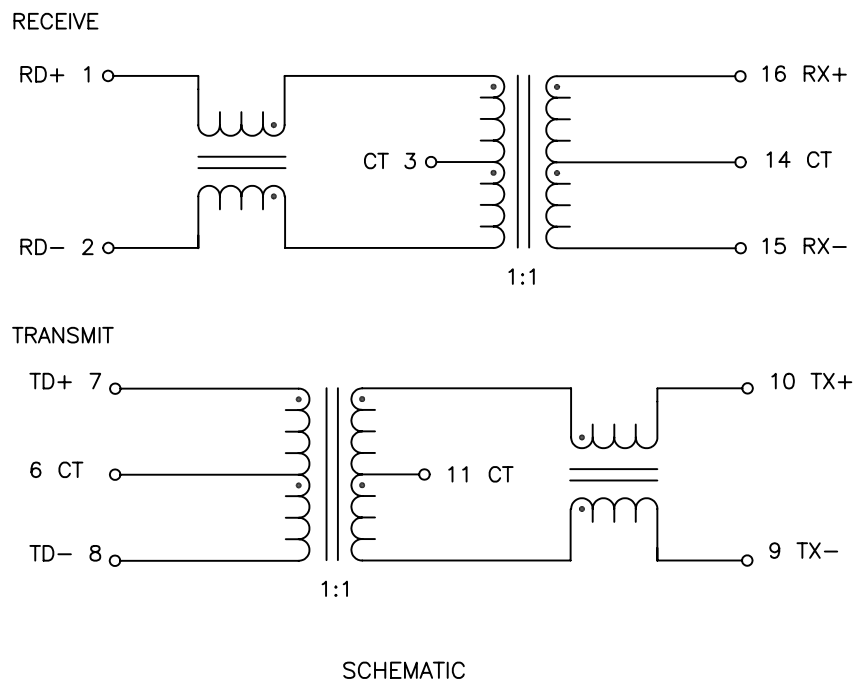 RECEIVE
RD+ 1
16 RX+
CT 3
14 CT
RD- 2
15 RX-
1:1
TRANSMIT
TD+ 7
10 TX+
6 CT
11 CT
TD- 8
9 TX-
1:1
SCHEMATIC